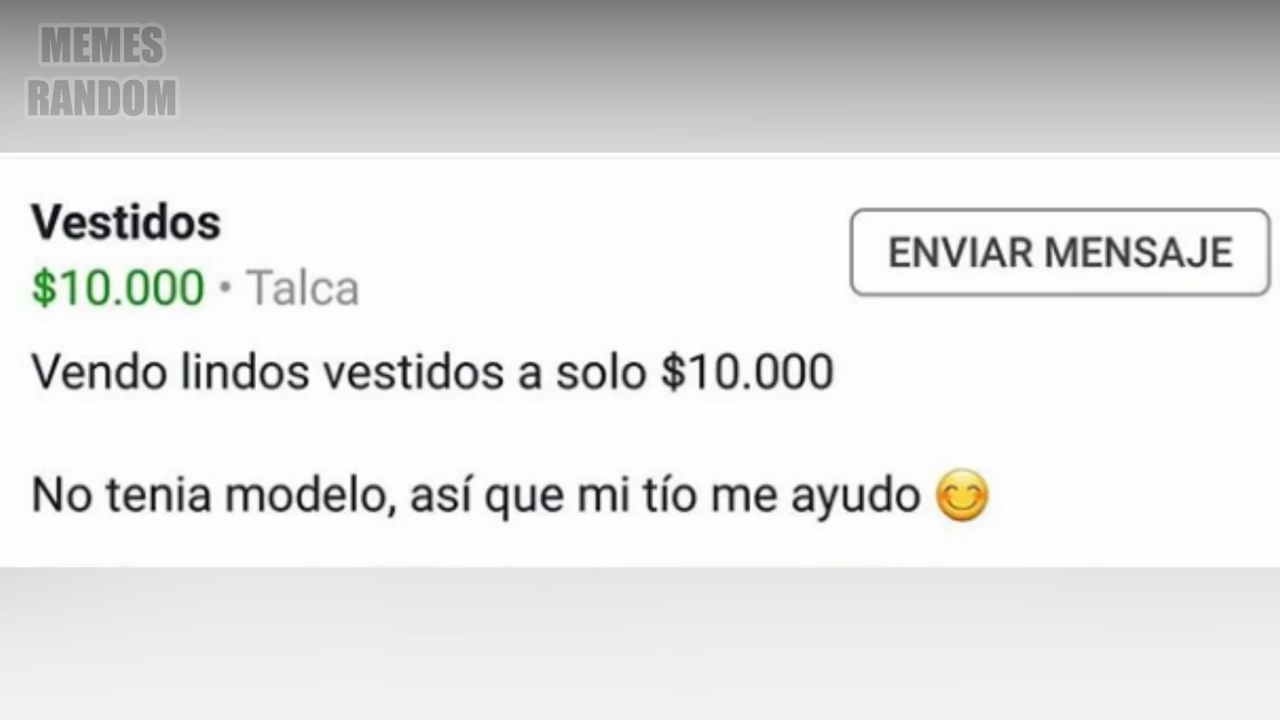 MEMES
RANDOM
Vestidos
$10.000 • Talca
ENVIAR MENSAJE
Vendo lindos vestidos a solo $10.000
No tenia modelo, así que mi tío me ayudo 😊